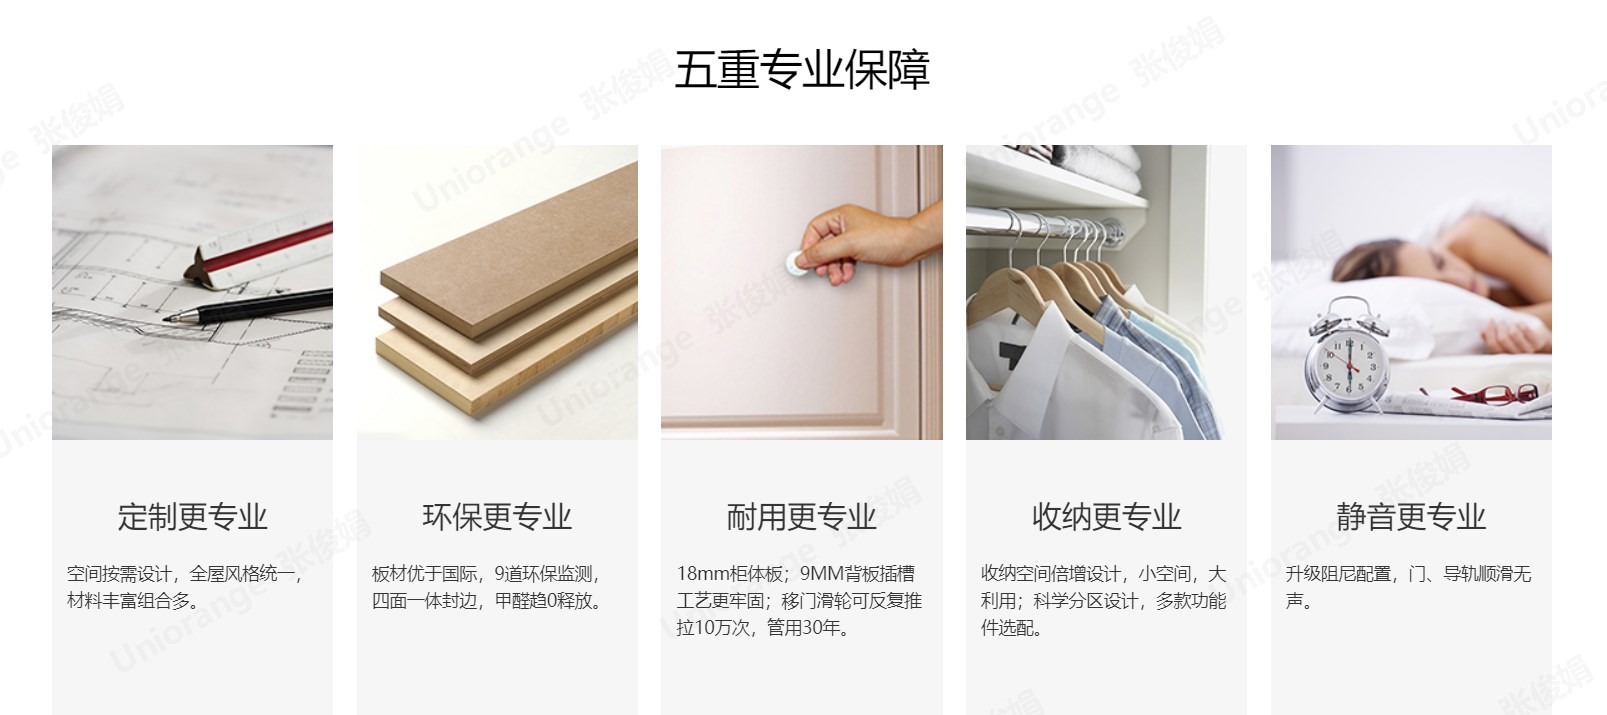 五重专业保障
定制更专业
空间按需设计，全屋风格统一，
材料丰富组合多。
环保更专业
板材优于国际，9道环保监测，
四面一体封边，甲醛趋0释放。
耐用更专业
18mm柜体板；9MM背板插槽
工艺更牢固；移门滑轮可反复推
拉10万次，管用30年。
收纳更专业
收纳空间倍增设计，小空间，大
利用；科学分区设计，多款功能
件选配。
静音更专业
升级阻尼配置，门、导轨顺滑无
声。
Uniorange 张俊娟